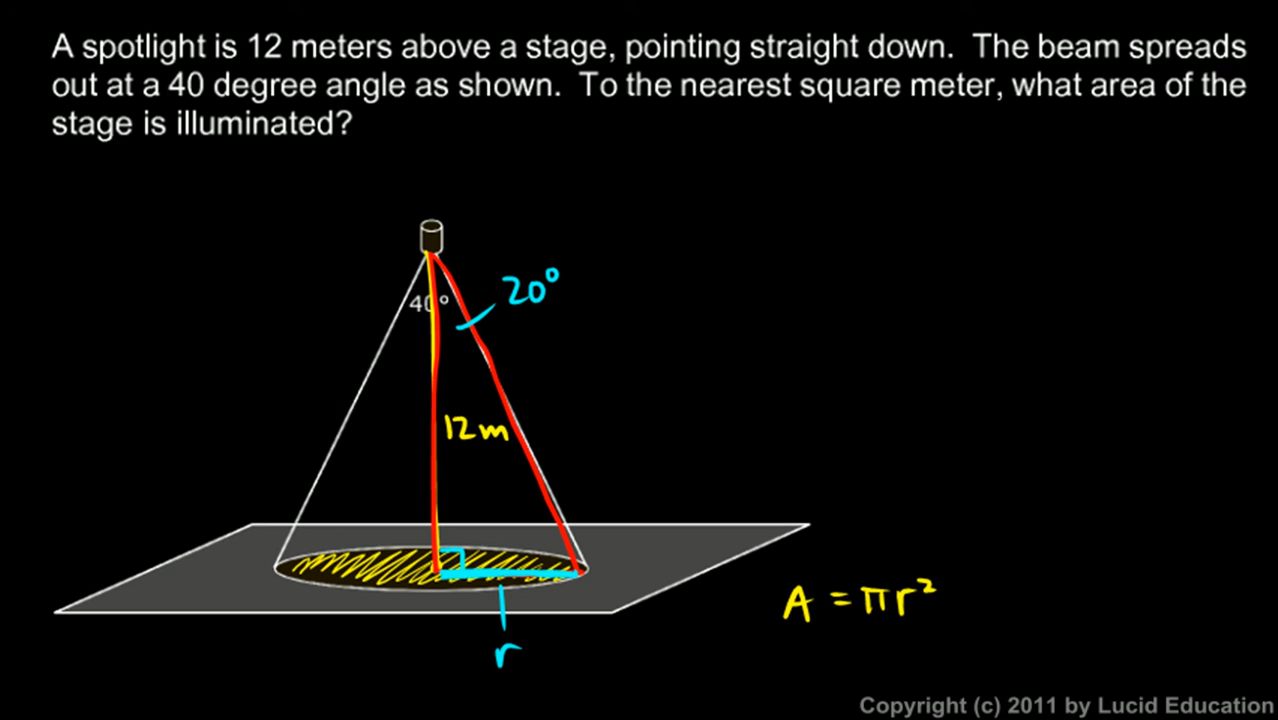 A spotlight is 12 meters above a stage, pointing straight down.  The beam spreads
out at a 40 degree angle as shown.  To the nearest square meter, what area of the
stage is illuminated?
40°
20°
12m
A = πr²
r
Copyright (c) 2011 by Lucid Education